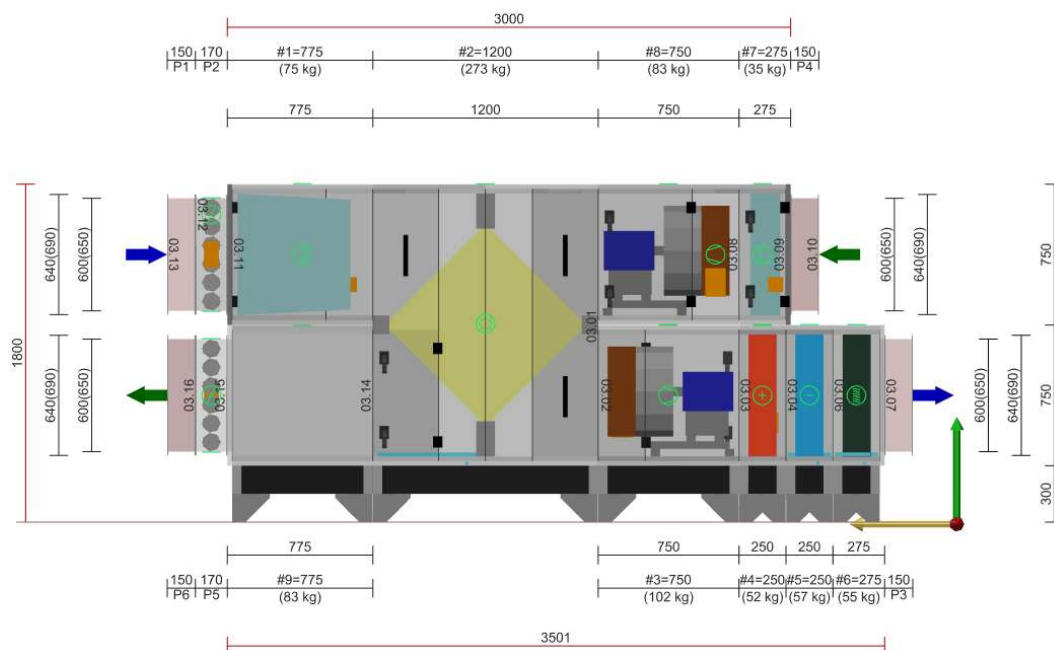 3000
150 170 #1=775 #2=1200 #8=750 #7=275 150
P1 P2 (75 kg) (273 kg) (83 kg) (35 kg) P4
775 1200 750 275
640(690) 600(650) 03.13 03.12 03.11 03.08 03.09 03.10 600(650) 640(690) 750
03.01
1800
640(690) 600(650) 03.16 03.15 03.14 03.02 03.03 03.04 03.06 03.07 600(650) 640(690) 750
300
775 750 250 250 275
150 170 #9=775 #3=750 #4=250 #5=250 #6=275 150
P6 P5 (83 kg) (102 kg) (52 kg) (57 kg) (55 kg) P3
3501